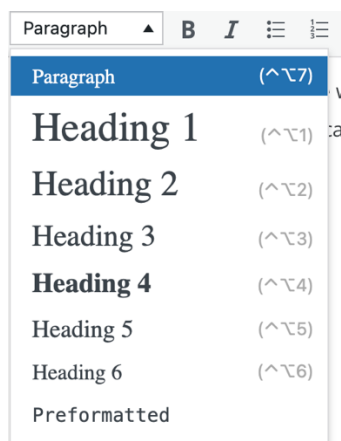 Paragraph B I
Paragraph (^⌥7)
Heading 1 (^⌥1)
Heading 2 (^⌥2)
Heading 3 (^⌥3)
Heading 4 (^⌥4)
Heading 5 (^⌥5)
Heading 6 (^⌥6)
Preformatted